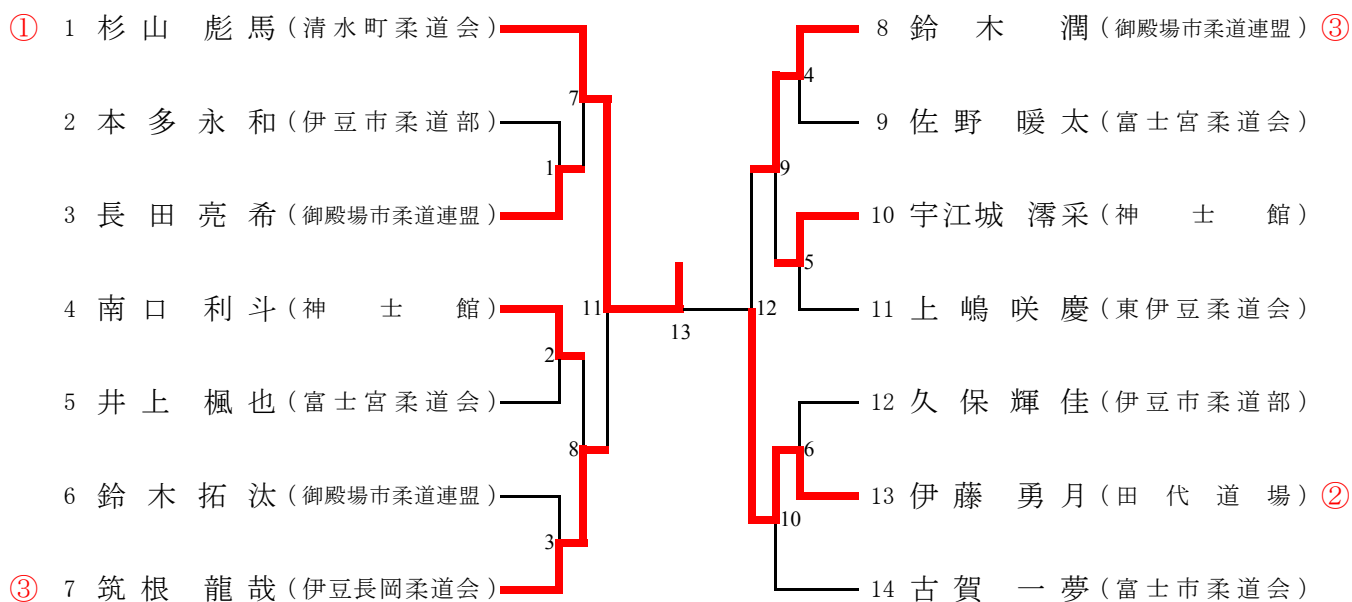 ① 1 杉山 彪馬 (清水町柔道会)
2 本多永和 (伊豆市柔道部)
3 長田亮希 (御殿場市柔道連盟)
4 南口 利斗 (神士館)
5 井上 楓也 (富士宮柔道会)
6 鈴木拓汰 (御殿場市柔道連盟)
③ 7 筑根 龍哉 (伊豆長岡柔道会)
7
1
2
8
3
11
13
12
4
9
5
6
10
8 鈴木 潤 (御殿場市柔道連盟) ③
9 佐野 暖太 (富士宮柔道会)
10 宇江城 澪采 (神士館)
11 上嶋咲慶 (東伊豆柔道会)
12 久保輝佳 (伊豆市柔道部)
13 伊藤 勇月 (田代道場) ②
14 古賀 一夢 (富士市柔道会)